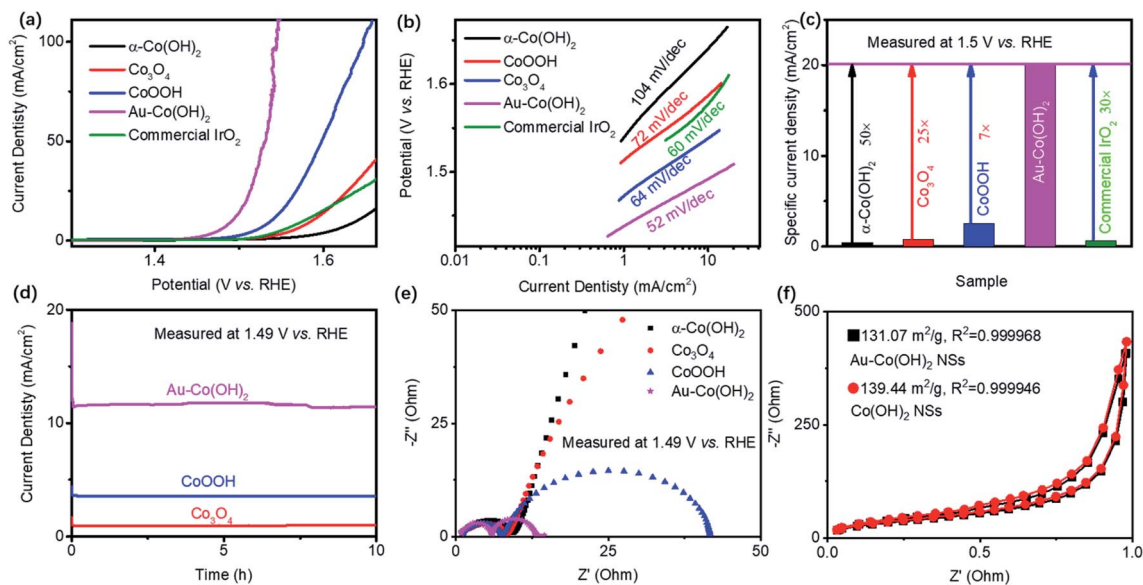 (a)
α-Co(OH)2
Co3O4
CoOOH
Au-Co(OH)2
Commercial IrO2
100
50
0
1.4
1.6
Current Dentisty (mA/cm2)
Potential (V vs. RHE)
(b)
α-Co(OH)2
CoOOH
Co3O4
Au-Co(OH)2
Commercial IrO2
104 mV/dec
72 mV/dec
60 mV/dec
64 mV/dec
52 mV/dec
1.6
1.5
0.01
0.1
1
10
100
Potential (V vs. RHE)
Current Dentisty (mA/cm2)
(c)
Measured at 1.5 V vs. RHE
25
20
15
10
5
0
α-Co(OH)2 50×
Co3O4 25×
CoOOH 7×
Au-Co(OH)2
Commercial IrO2 30×
Specific current density (mA/cm2)
Sample
(d)
Measured at 1.49 V vs. RHE
Au-Co(OH)2
CoOOH
Co3O4
20
10
0
0
5
10
Current Dentisty (mA/cm2)
Time (h)
(e)
α-Co(OH)2
Co3O4
CoOOH
Au-Co(OH)2
Measured at 1.49 V vs. RHE
50
25
0
0
25
50
-Z'' (Ohm)
Z' (Ohm)
(f)
131.07 m2/g, R2=0.999968
Au-Co(OH)2 NSs
139.44 m2/g, R2=0.999946
Co(OH)2 NSs
500
250
0
0.0
0.5
1.0
-Z'' (Ohm)
Z' (Ohm)